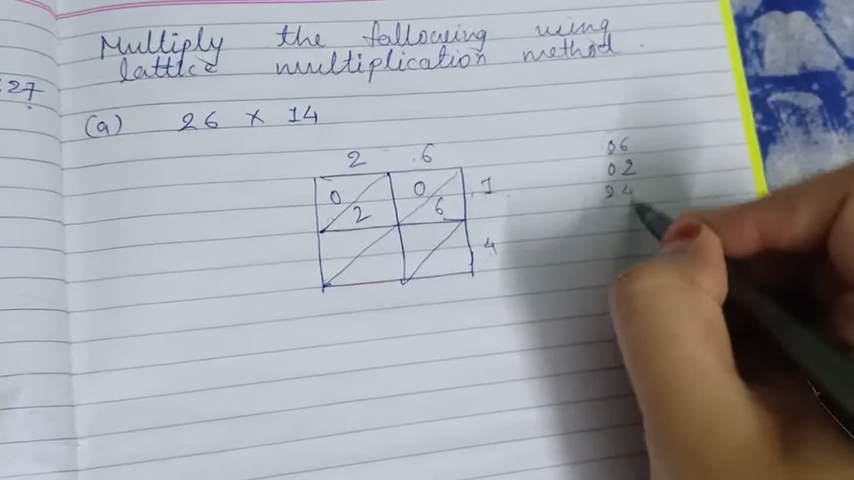 Multiply the following using
lattce multiplication method
:27
(a) 26 x 14
2 6
0 0 1
2 6
4
06
02
24